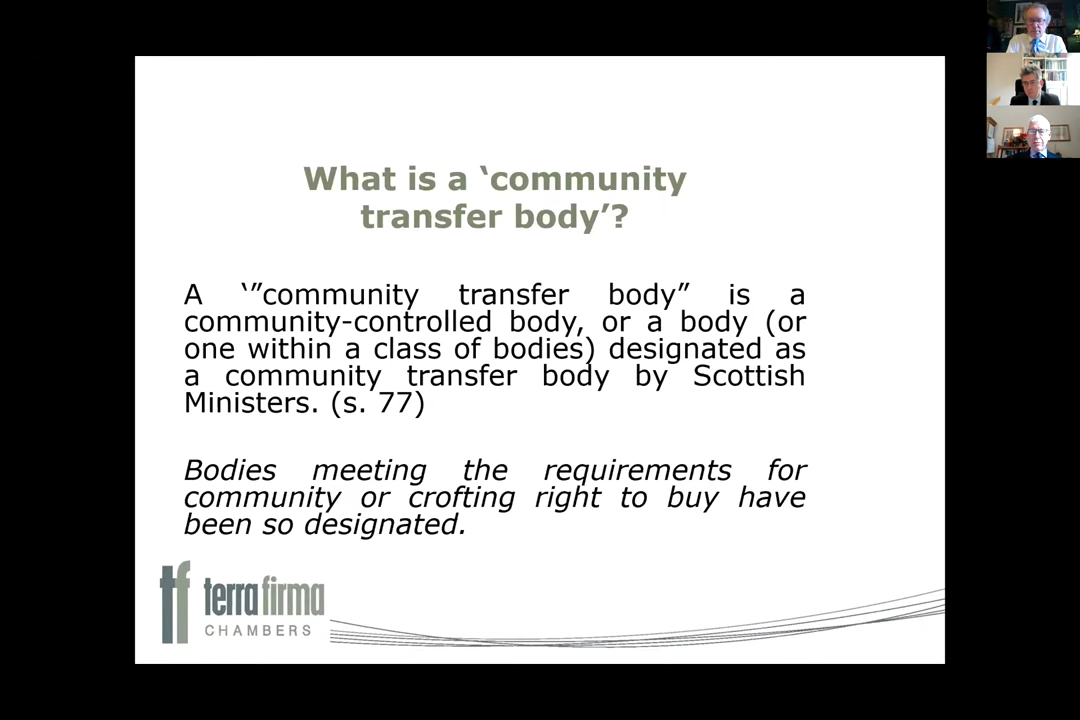 What is a ‘community
transfer body’?
A ‘”community transfer body” is a
community-controlled body, or a body (or
one within a class of bodies) designated as
a community transfer body by Scottish
Ministers. (s. 77)
Bodies meeting the requirements for
community or crofting right to buy have
been so designated.
tf terra firma
CHAMBERS